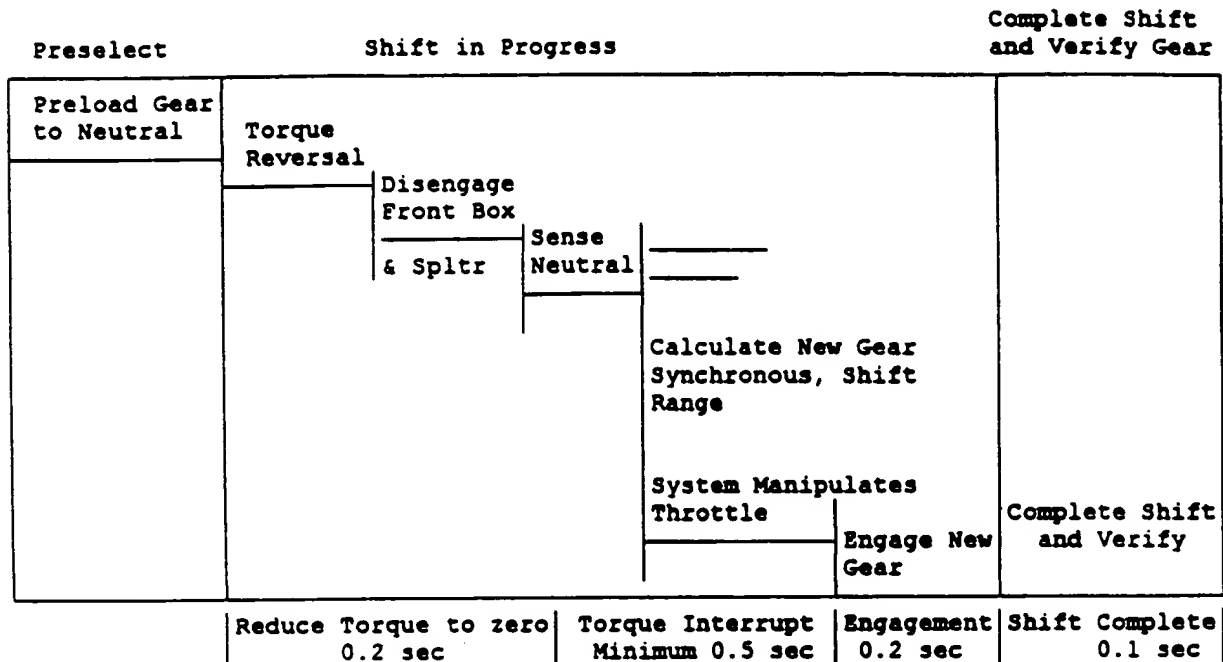 Preselect
Shift in Progress
Complete Shift
and Verify Gear
Preload Gear
to Neutral
Torque
Reversal
Disengage
Front Box
& Spltr
Sense
Neutral
Calculate New Gear
Synchronous, Shift
Range
System Manipulates
Throttle
Engage New
Gear
Complete Shift
and Verify
Reduce Torque to zero
0.2 sec
Torque Interrupt
Minimum 0.5 sec
Engagement
0.2 sec
Shift Complete
0.1 sec